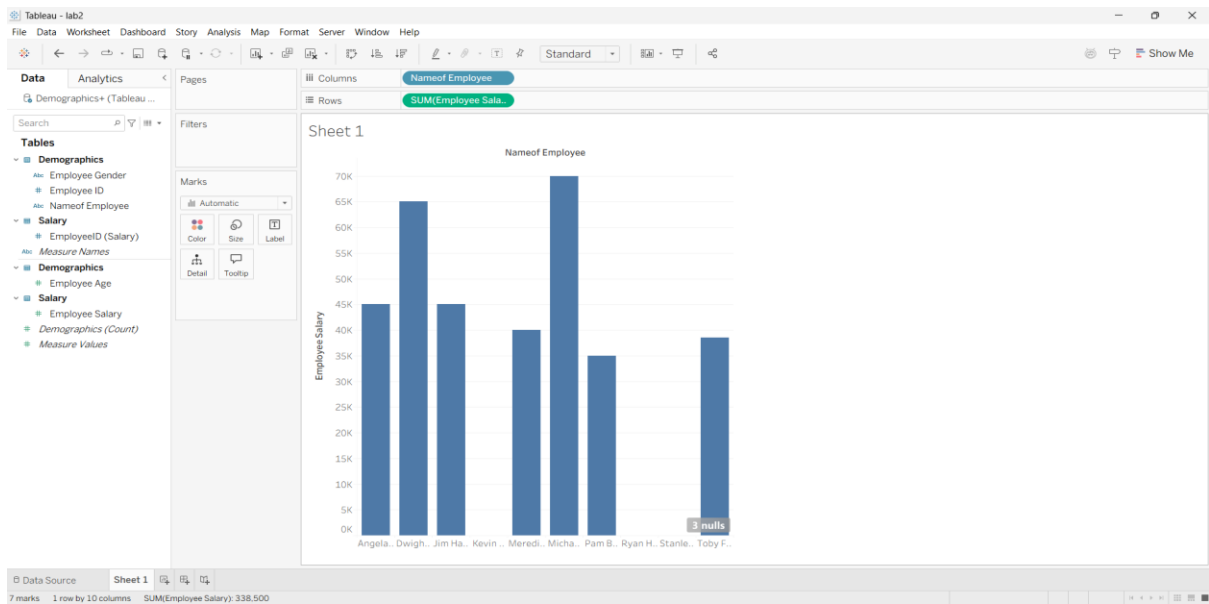 Tableau - lab2
File Data Worksheet Dashboard Story Analysis Map Format Server Window Help
Standard
Show Me
Data Analytics
Demographics+ (Tableau ...
Search
Tables
Demographics
Abc Employee Gender
# Employee ID
Abc Nameof Employee
Salary
# EmployeeID (Salary)
Abc Measure Names
Demographics
# Employee Age
Salary
# Employee Salary
# Demographics (Count)
# Measure Values
Pages
Filters
Marks
Automatic
Color Size Label
Detail Tooltip
Columns Nameof Employee
Rows SUM(Employee Sala..
Sheet 1
Nameof Employee
Employee Salary
70K
65K
60K
55K
50K
45K
40K
35K
30K
25K
20K
15K
10K
5K
0K
3 nulls
Angela.. Dwigh.. Jim Ha.. Kevin .. Meredi.. Micha.. Pam B.. Ryan H.. Stanle.. Toby F..
Data Source Sheet 1
7 marks 1 row by 10 columns SUM(Employee Salary): 338,500